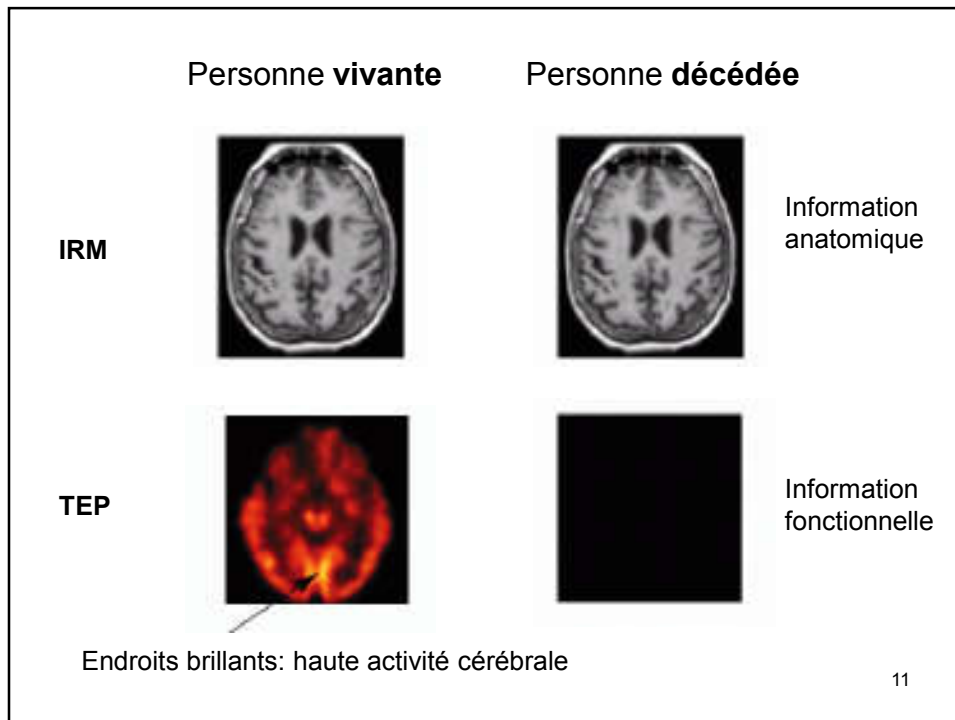 Personne vivante
Personne décédée
IRM
Information
anatomique
TEP
Information
fonctionnelle
Endroits brillants: haute activité cérébrale
11